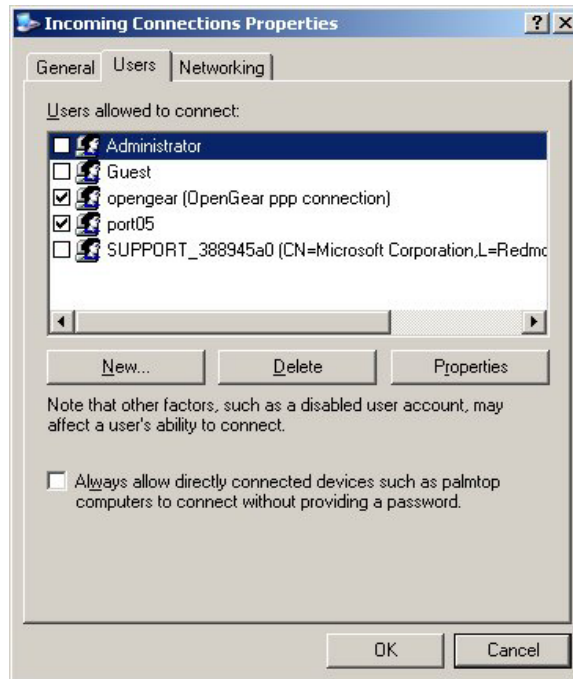 Incoming Connections Properties
General Users Networking
Users allowed to connect:
Administrator
Guest
opengear (OpenGear ppp connection)
port05
SUPPORT_388945a0 (CN=Microsoft Corporation,L=Redmo
New... Delete Properties
Note that other factors, such as a disabled user account, may
affect a user's ability to connect.
Always allow directly connected devices such as palmtop
computers to connect without providing a password.
OK Cancel